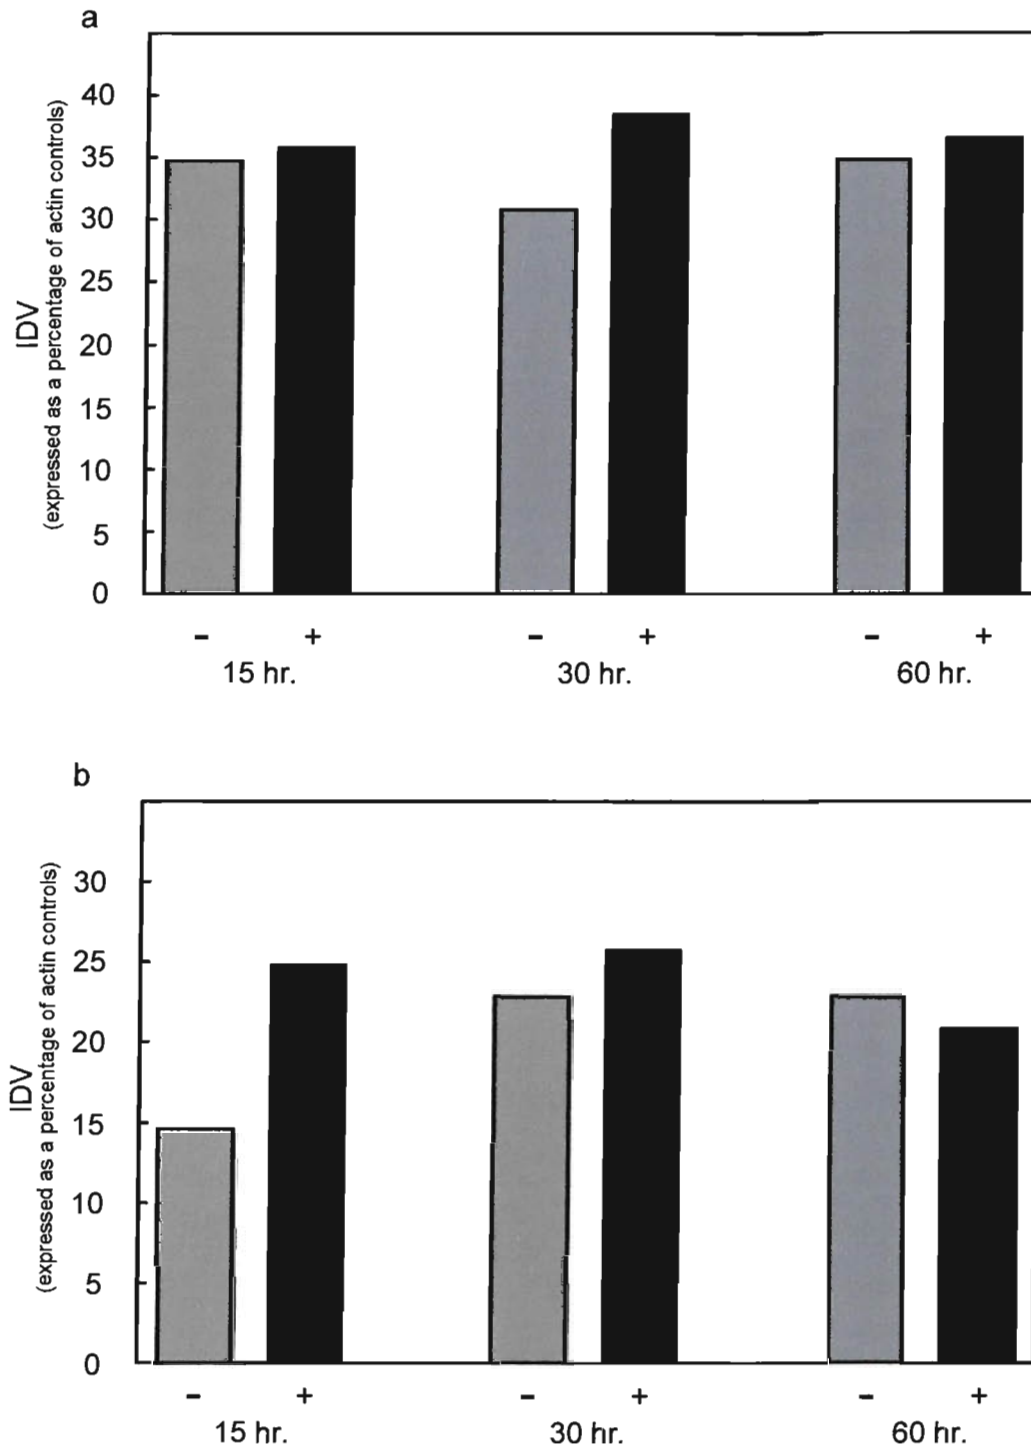 a
IDV
(expressed as a percentage of actin controls)
40
35
30
25
20
15
10
5
0
- + - + - +
15 hr. 30 hr. 60 hr.
b
IDV
(expressed as a percentage of actin controls)
30
25
20
15
10
5
0
- + - + - +
15 hr. 30 hr. 60 hr.